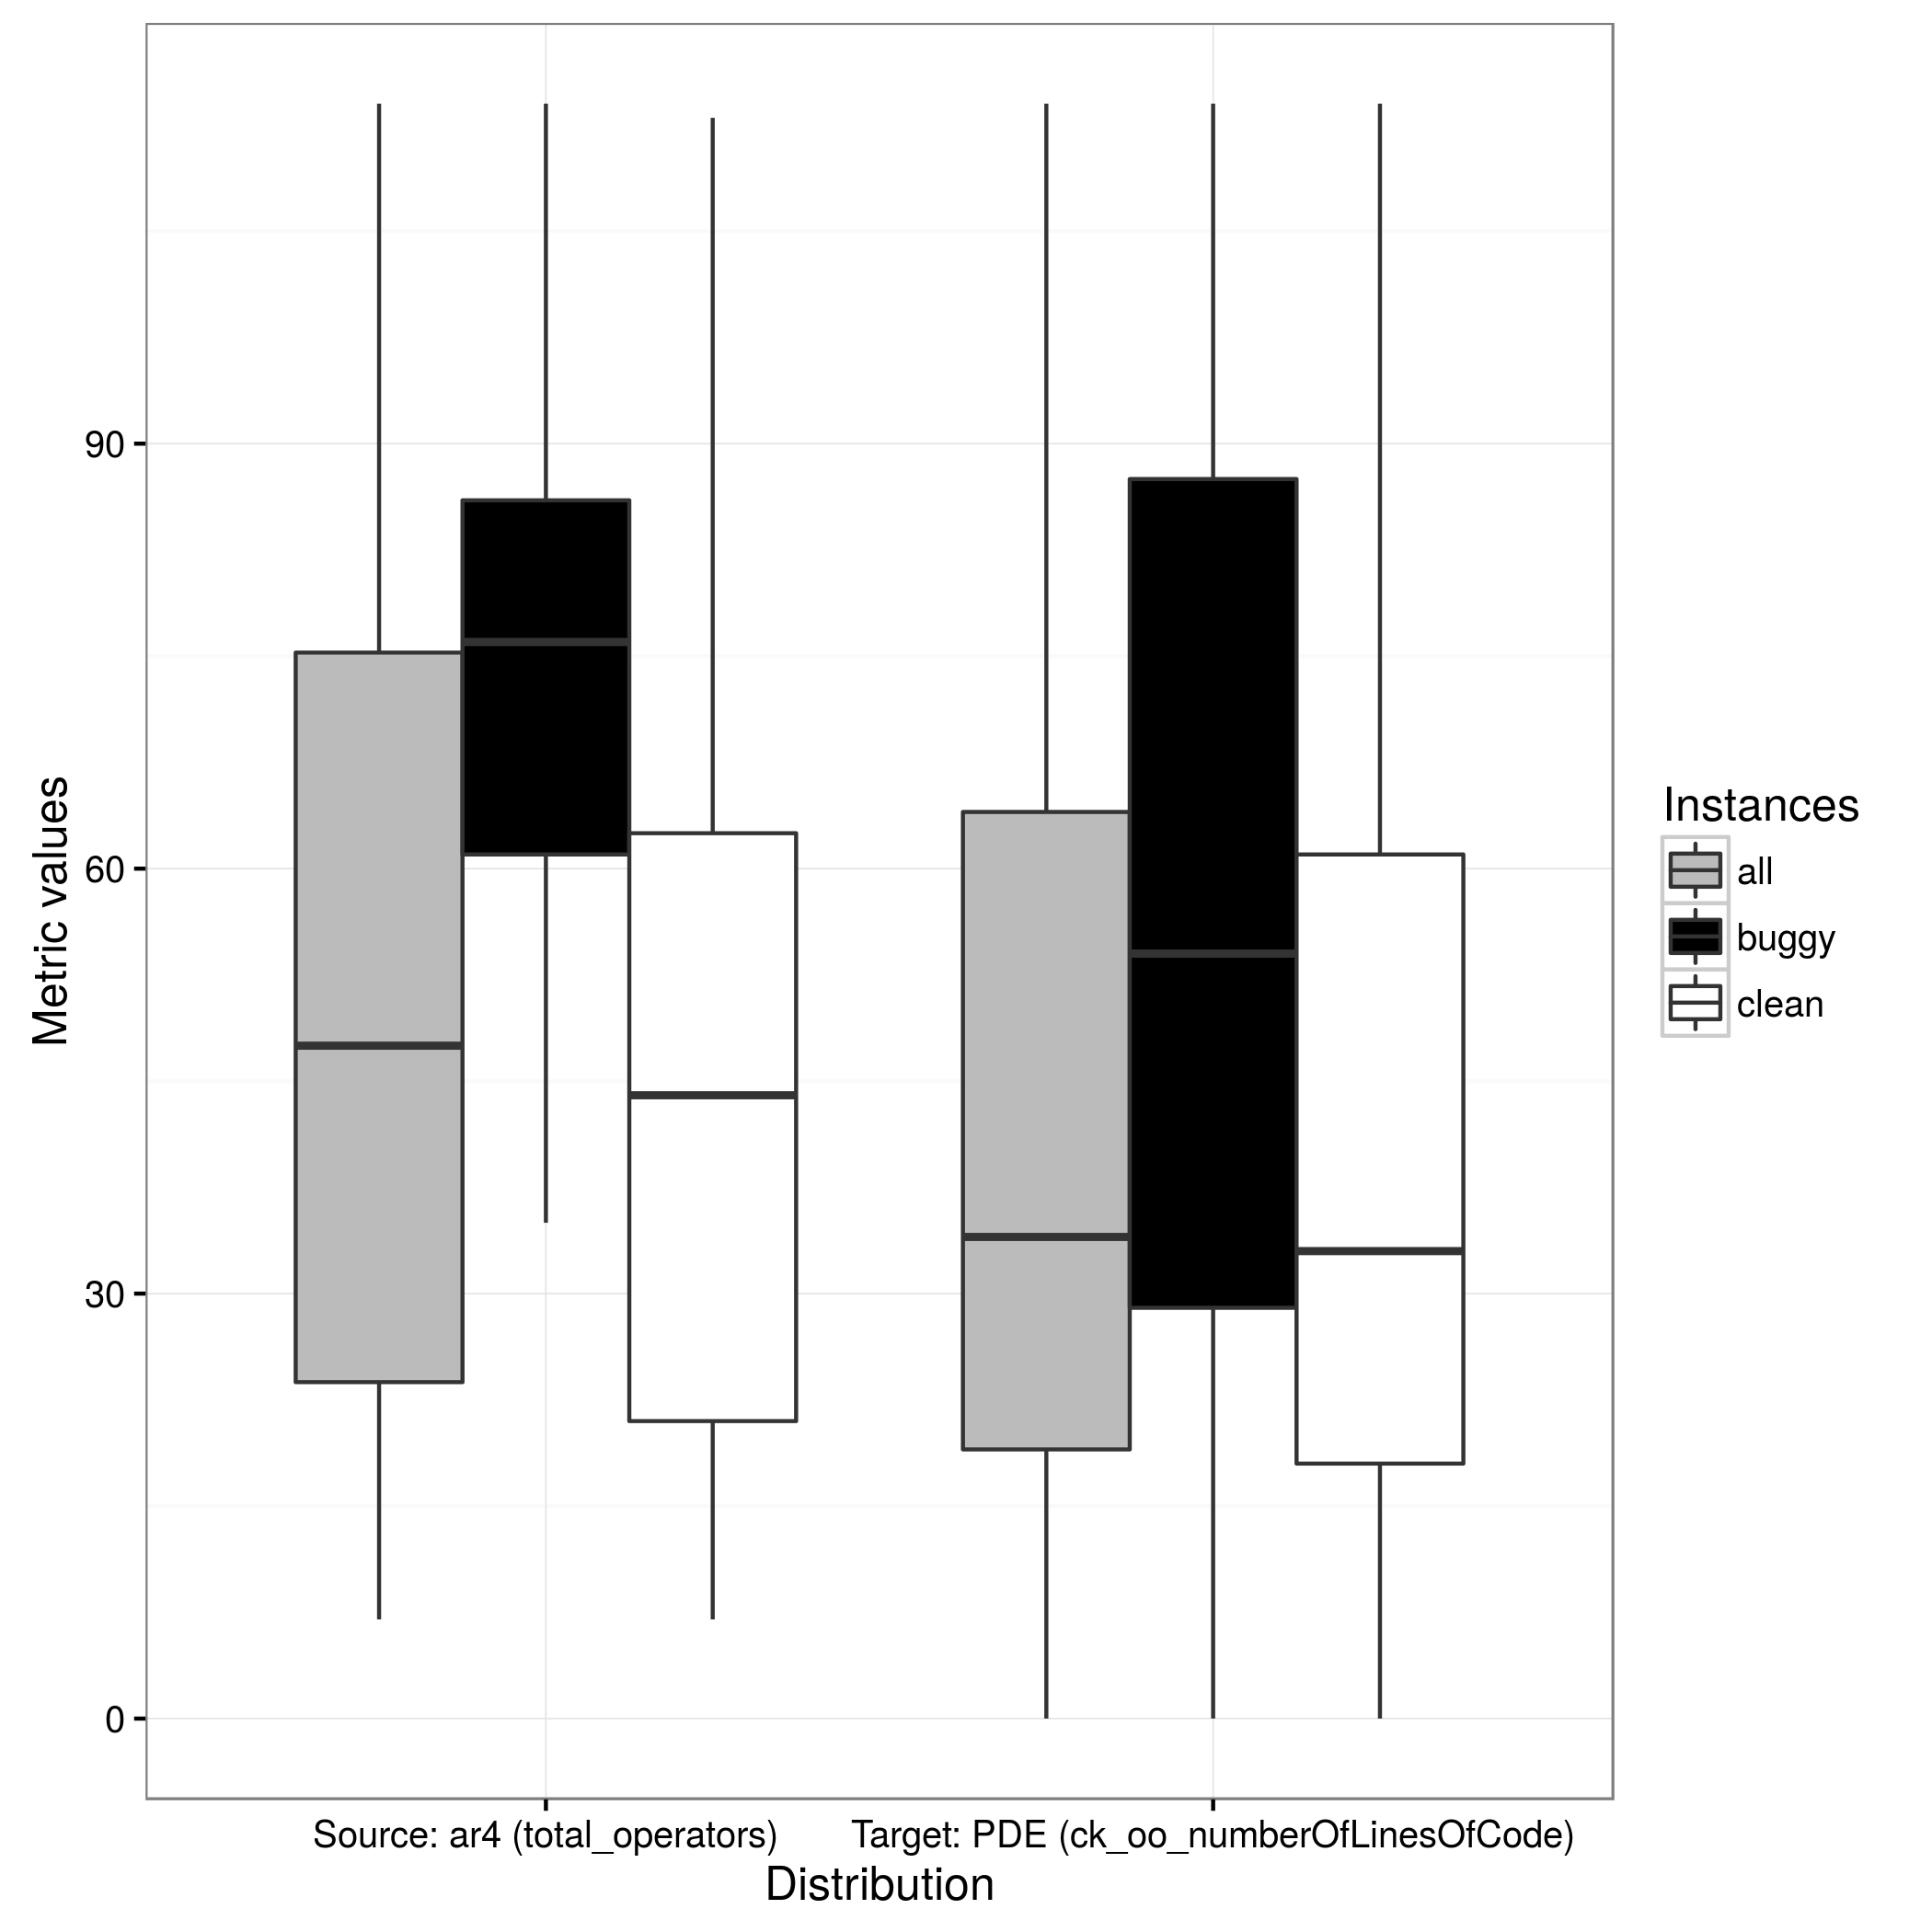 Metric values
90
60
30
0
Source: ar4 (total_operators)
Target: PDE (ck_oo_numberOfLinesOfCode)
Distribution
Instances
all
buggy
clean